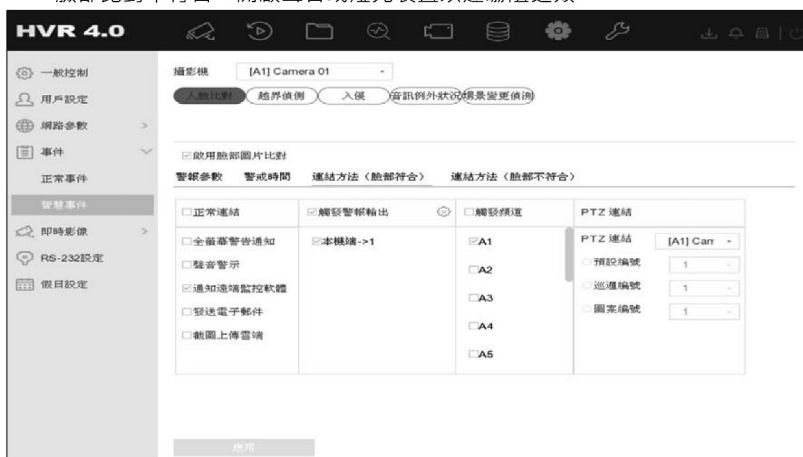 HVR 4.0
一般控制
用戶設定
網路參數
事件
正常事件
智慧事件
即時影像
RS-232設定
假日設定
攝影機 [A1] Camera 01
人臉比對 越界偵測 入侵 音訊例外狀況 場景變更偵測
啟用臉部圖片比對
警報參數 警戒時間 連結方法（臉部符合） 連結方法（臉部不符合）
正常連結 觸發警報輸出 觸發頻道 PTZ 連結
全螢幕警告通知
聲音警示
通知遠端監控軟體
發送電子郵件
截圖上傳雲端
本機端->1
A1
A2
A3
A4
A5
PTZ 連結 [A1] Cam
預設編號 1
巡邏編號 1
圖案編號 1
應用